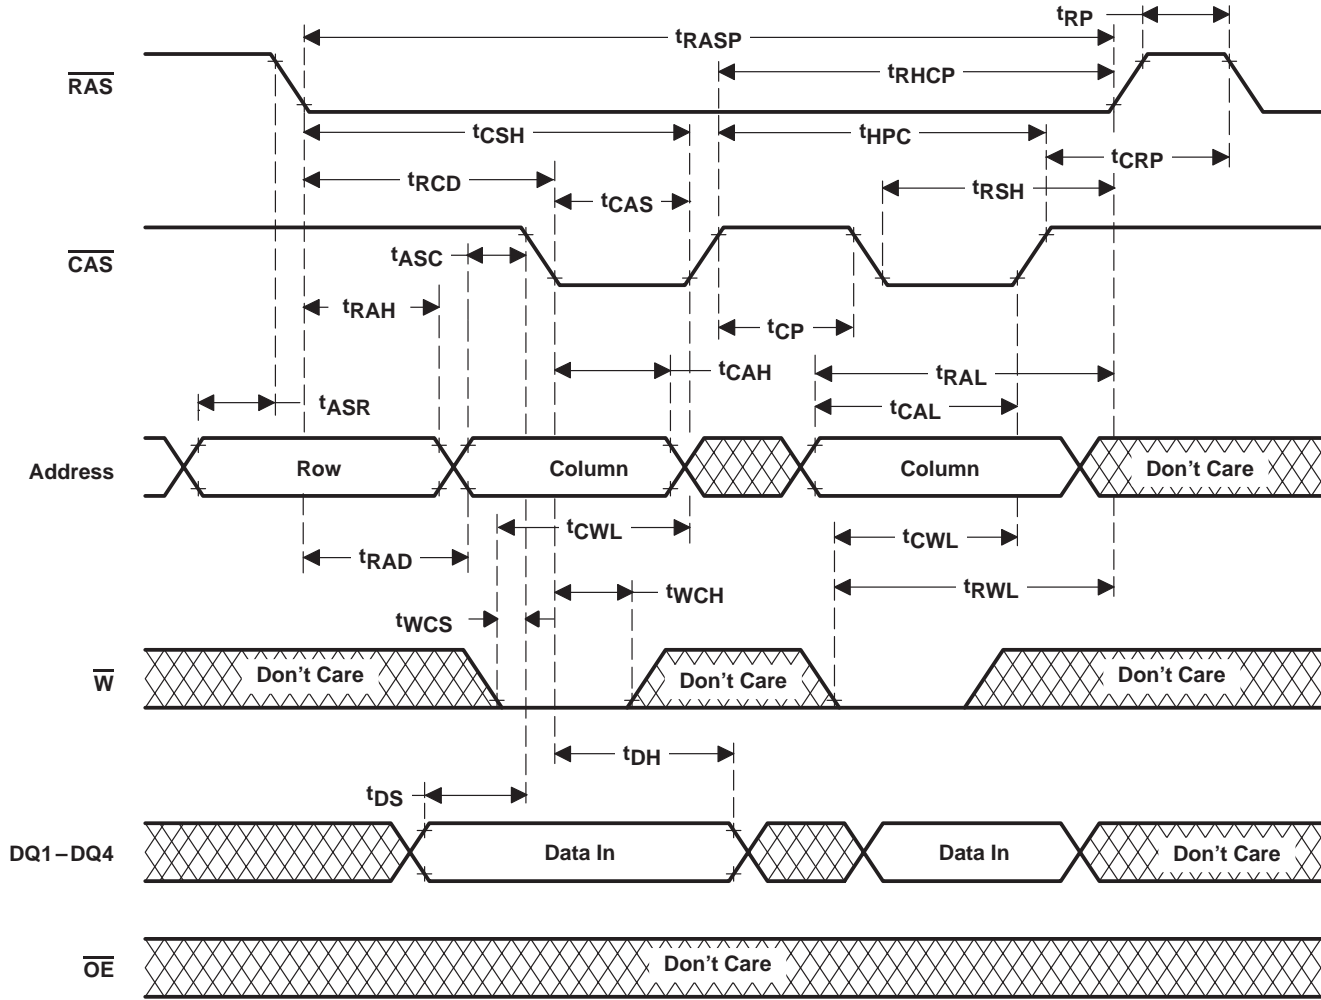 tRP
tRASP
RAS
tRHCP
tCSH
tHPC
tCRP
tRCD
tRSH
tCAS
CAS
tASC
tRAH
tCP
tCAH
tRAL
tASR
tCAL
Address
Row
Column
Column
Don't Care
tCWL
tCWL
tRAD
tWCH
tRWL
tWCS
W
Don't Care
Don't Care
Don't Care
tDH
tDS
DQ1–DQ4
Data In
Data In
Don't Care
OE
Don't Care